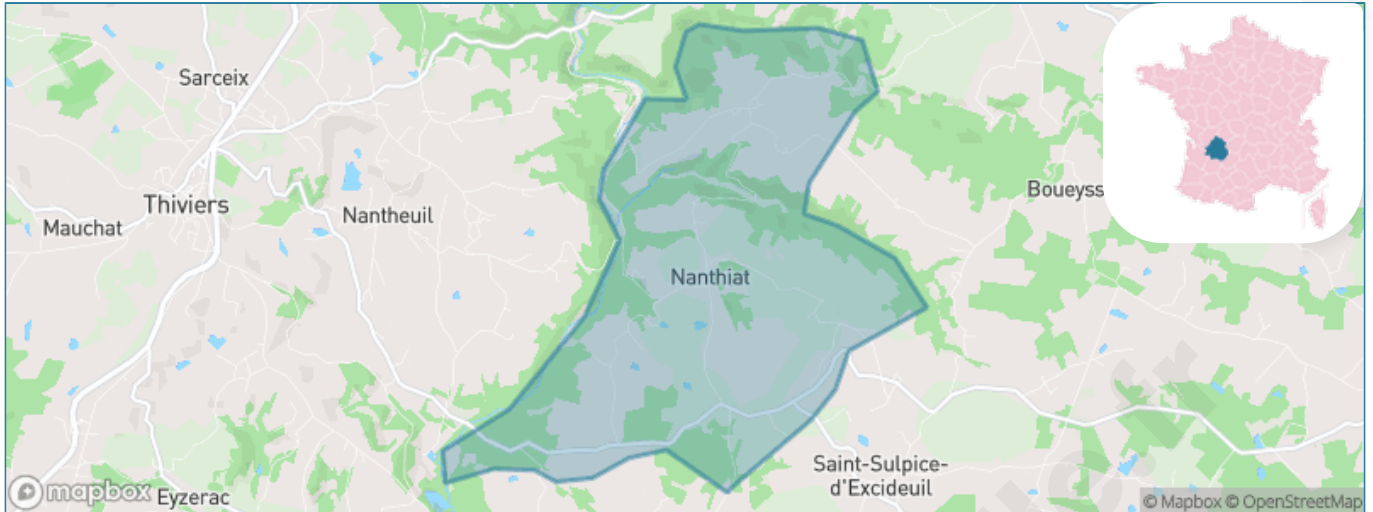 Sarceix
Thiviers
Boueyss
Mauchat
Nantheuil
Nanthiat
Saint-Sulpice-
d'Excideuil
mapbox
Eyzerac
© Mapbox © OpenStreetMap